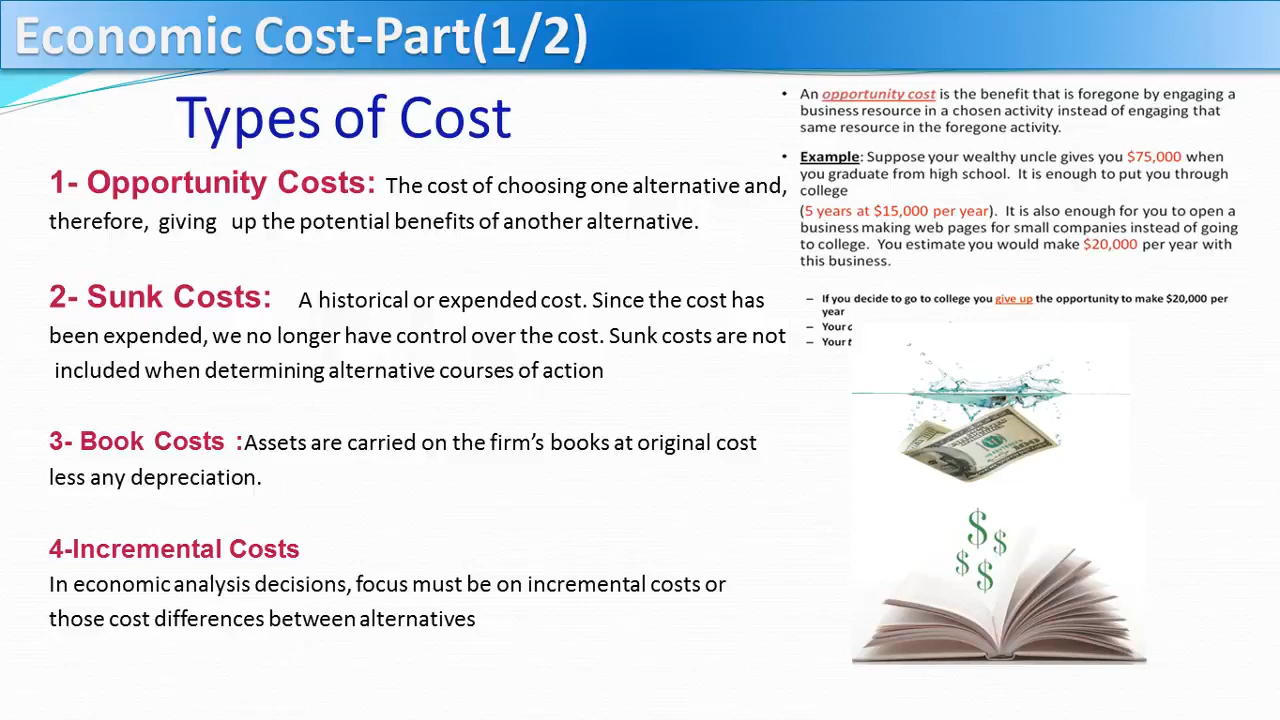 Economic Cost-Part(1/2)
Types of Cost
1- Opportunity Costs: The cost of choosing one alternative and,
therefore, giving up the potential benefits of another alternative.
2- Sunk Costs: A historical or expended cost. Since the cost has
been expended, we no longer have control over the cost. Sunk costs are not
included when determining alternative courses of action
3- Book Costs :Assets are carried on the firm’s books at original cost
less any depreciation.
4-Incremental Costs
In economic analysis decisions, focus must be on incremental costs or
those cost differences between alternatives
• An opportunity cost is the benefit that is foregone by engaging a
business resource in a chosen activity instead of engaging that
same resource in the foregone activity.
• Example: Suppose your wealthy uncle gives you $75,000 when
you graduate from high school. It is enough to put you through
college
(5 years at $15,000 per year). It is also enough for you to open a
business making web pages for small companies instead of going
to college. You estimate you would make $20,000 per year with
this business.
– If you decide to go to college you give up the opportunity to make $20,000 per
year
– Your
– Your
$
$
$
$